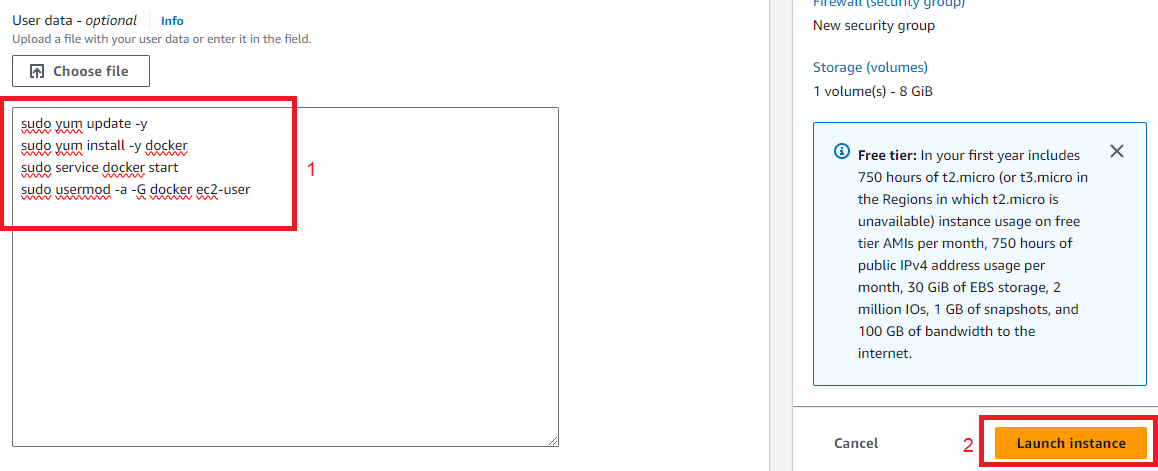 User data - optional Info
Upload a file with your user data or enter it in the field.
Choose file
sudo yum update -y
sudo yum install -y docker
sudo service docker start
sudo usermod -a -G docker ec2-user
1
Firewall (security group)
New security group
Storage (volumes)
1 volume(s) - 8 GiB
Free tier: In your first year includes
750 hours of t2.micro (or t3.micro in
the Regions in which t2.micro is
unavailable) instance usage on free
tier AMIs per month, 750 hours of
public IPv4 address usage per
month, 30 GiB of EBS storage, 2
million IOs, 1 GB of snapshots, and
100 GB of bandwidth to the
internet.
Cancel
2
Launch instance